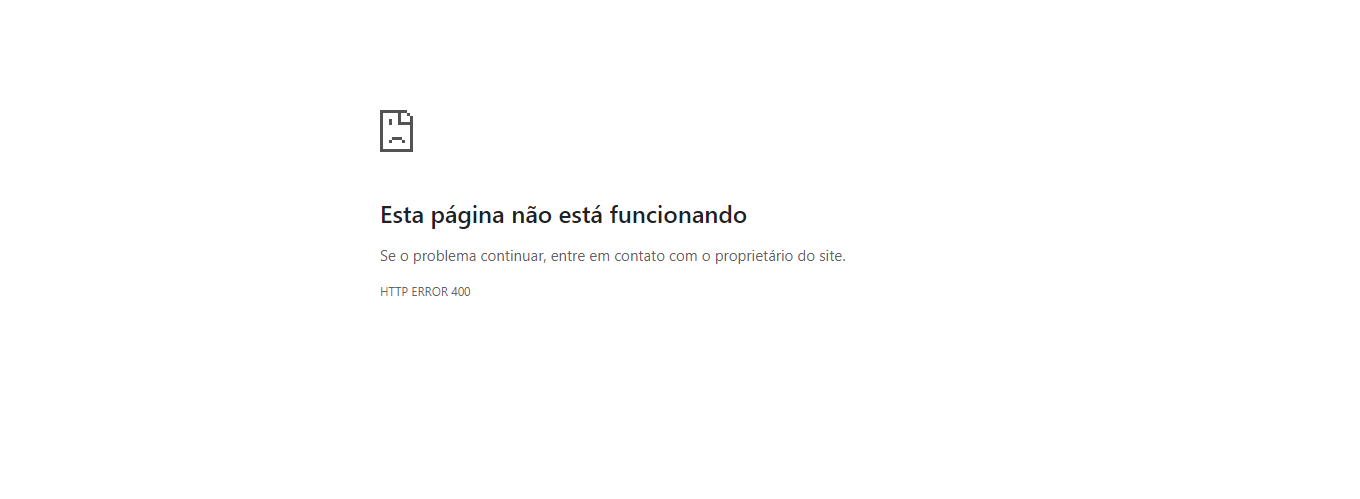 Esta página não está funcionando
Se o problema continuar, entre em contato com o proprietário do site.
HTTP ERROR 400